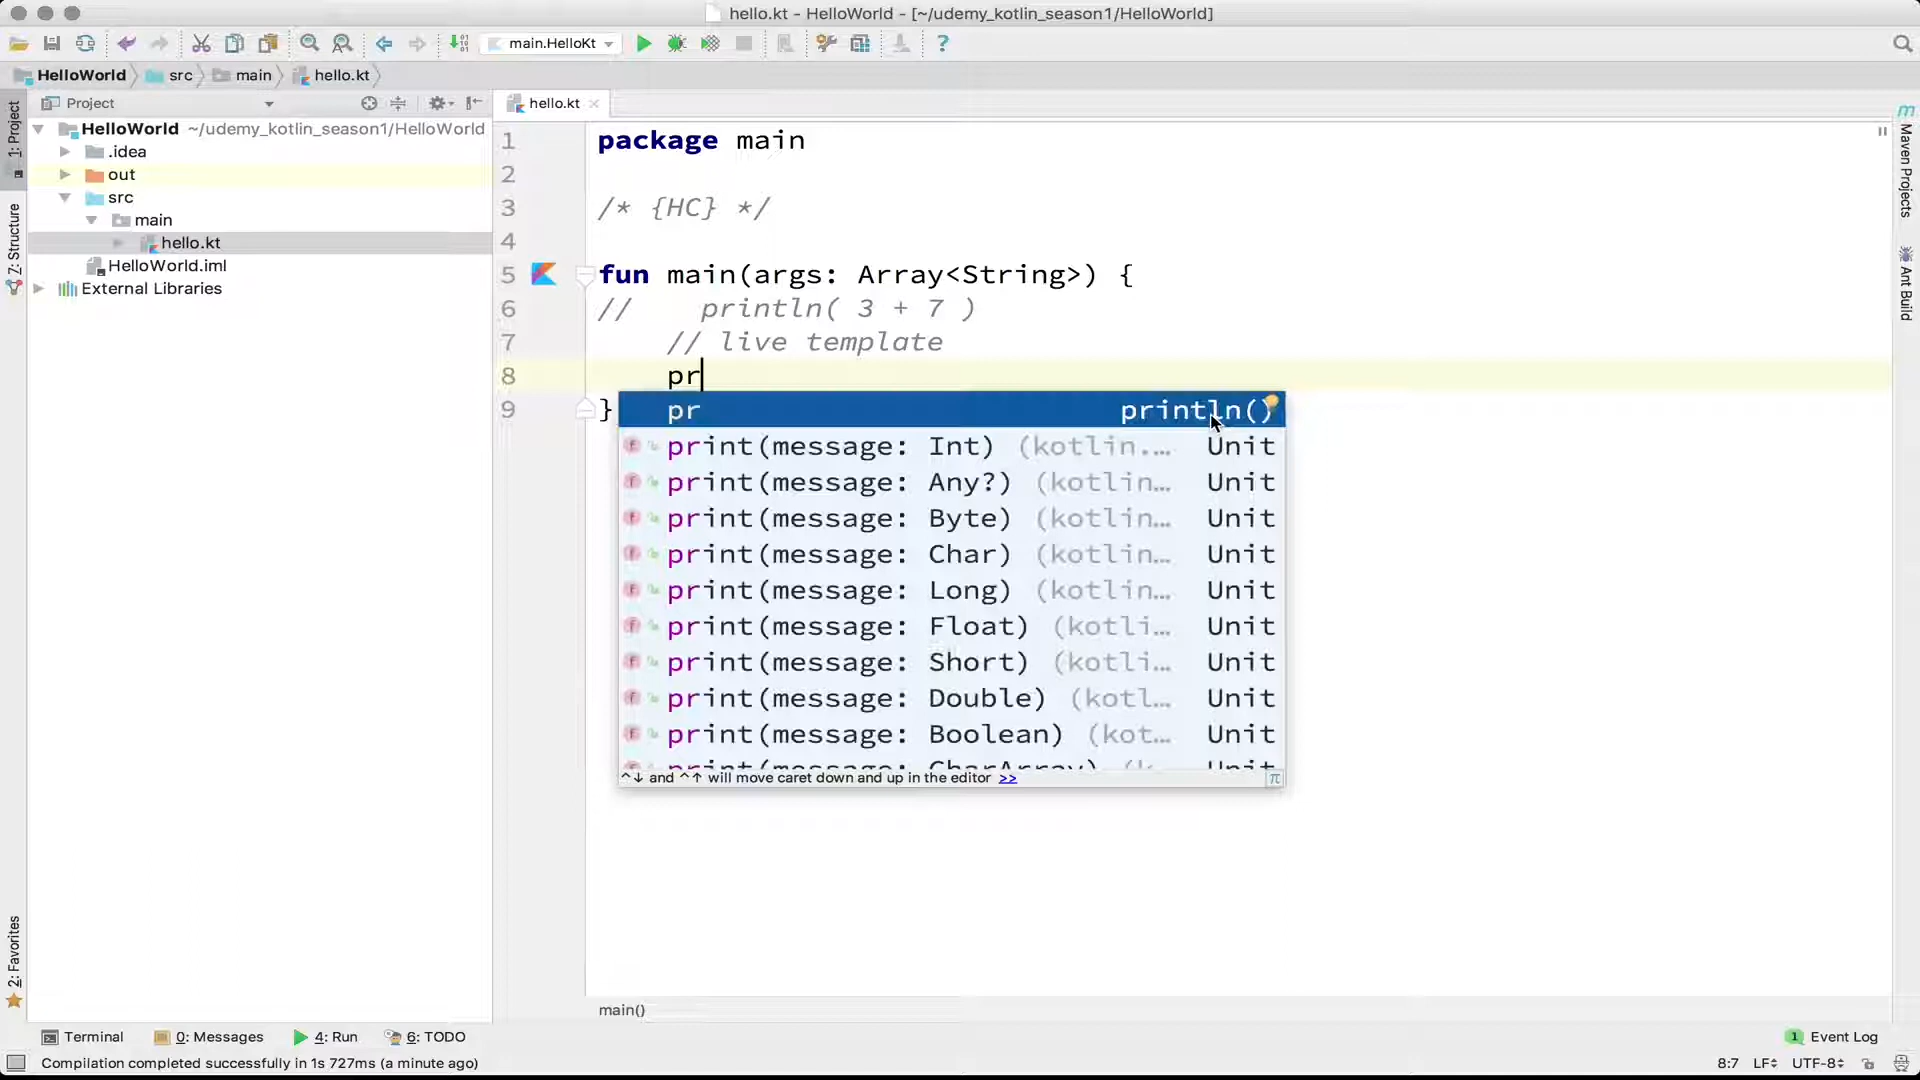 hello.kt - HelloWorld - [~/udemy_kotlin_season1/HelloWorld]
main.HelloKt
HelloWorld src main hello.kt
1: Project
Z: Structure
2: Favorites
Project
HelloWorld ~/udemy_kotlin_season1/HelloWorld
.idea
out
src
main
hello.kt
HelloWorld.iml
External Libraries
hello.kt
1 package main
2
3 /* {HC} */
4
5 fun main(args: Array<String>) {
6 //    println( 3 + 7 )
7 // live template
8 pr
9 }
pr println()
print(message: Int) (kotlin.… Unit
print(message: Any?) (kotlin… Unit
print(message: Byte) (kotlin… Unit
print(message: Char) (kotlin… Unit
print(message: Long) (kotlin… Unit
print(message: Float) (kotli… Unit
print(message: Short) (kotli… Unit
print(message: Double) (kotl… Unit
print(message: Boolean) (kot… Unit
print(message: CharArray) (k… Unit
^↓ and ^↑ will move caret down and up in the editor >>
π
main()
m Maven Projects
Ant Build
Terminal 0: Messages 4: Run 6: TODO
1 Event Log
Compilation completed successfully in 1s 727ms (a minute ago)
8:7 LF UTF-8